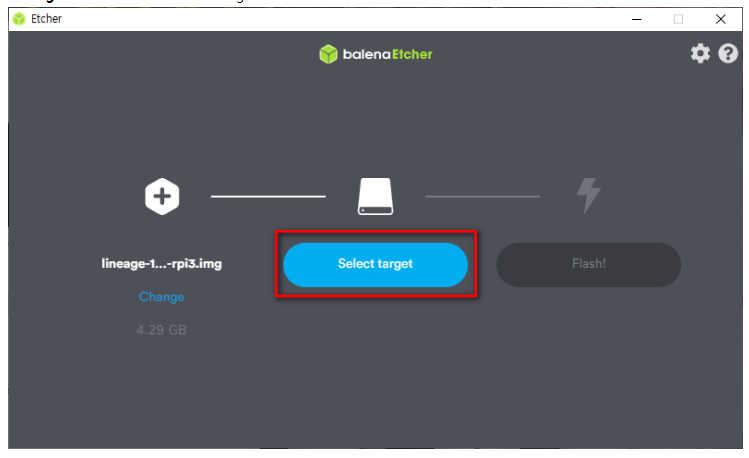 Etcher
balenaEtcher
lineage-1...-rpi3.img
Select target
Flash!
Change
4.29 GB